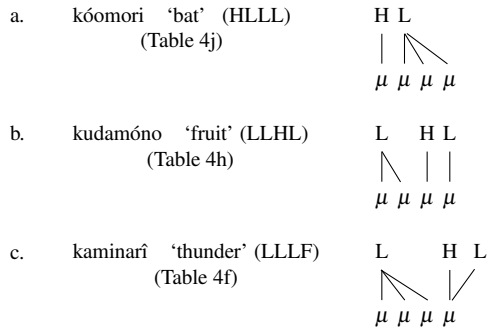 a. kóomori ‘bat’ (HLLL) H L
(Table 4j)
μ μ μ μ
b. kudamóno ‘fruit’ (LLHL) L H L
(Table 4h)
μ μ μ μ
c. kaminarî ‘thunder’ (LLLF) L H L
(Table 4f)
μ μ μ μ